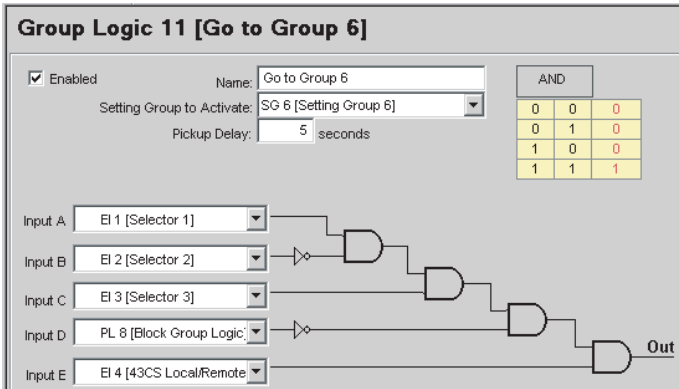 Group Logic 11 [Go to Group 6]
Enabled
Name: Go to Group 6
Setting Group to Activate: SG 6 [Setting Group 6]
Pickup Delay: 5 seconds
AND
0 0 0
0 1 0
1 0 0
1 1 1
Input A EI 1 [Selector 1]
Input B EI 2 [Selector 2]
Input C EI 3 [Selector 3]
Input D PL 8 [Block Group Logic]
Out
Input E EI 4 [43CS Local/Remote